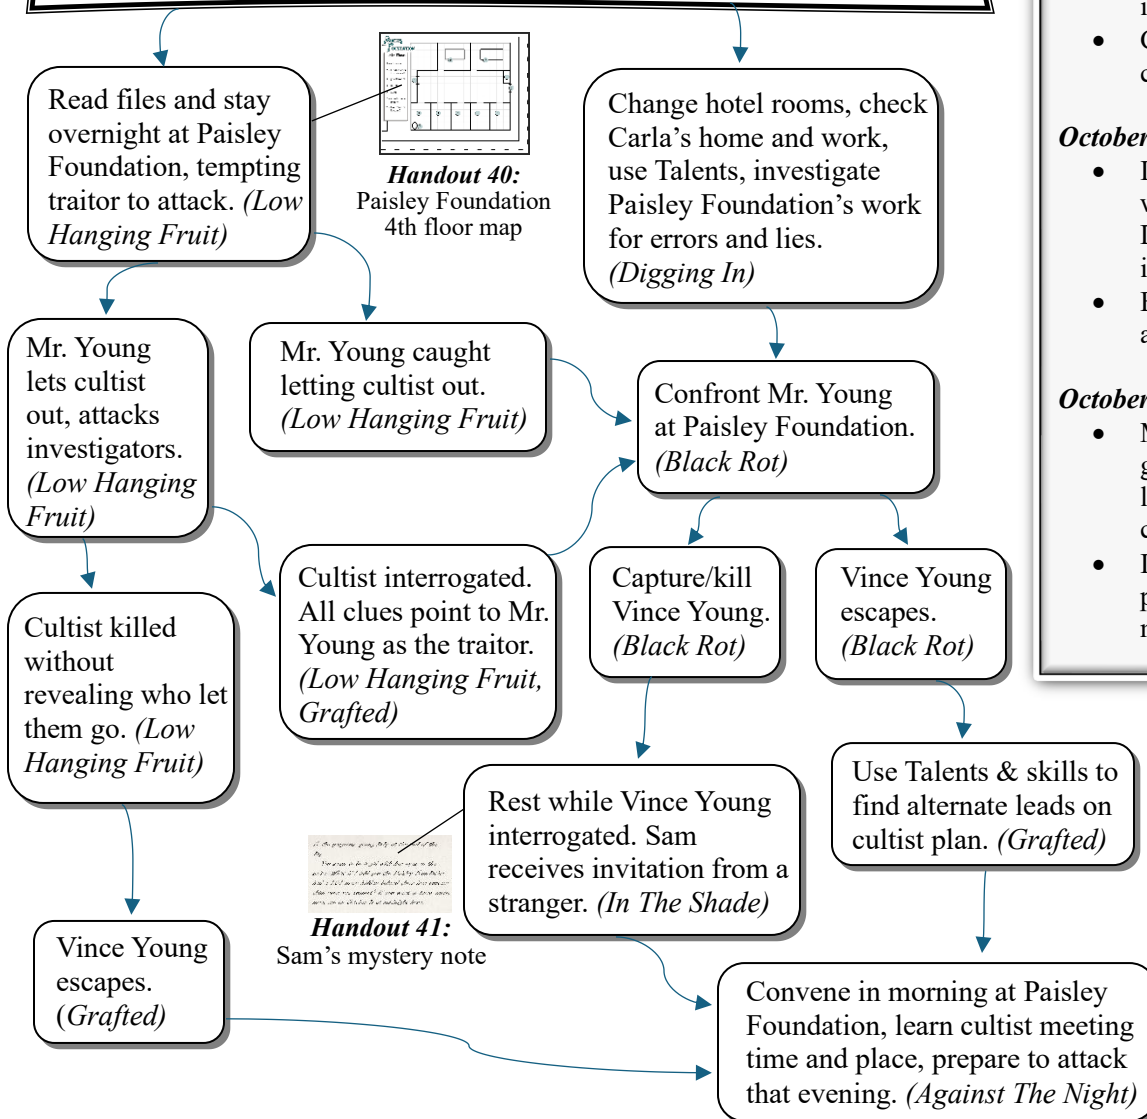 Read files and stay
overnight at Paisley
Foundation, tempting
traitor to attack. (Low
Hanging Fruit)
Handout 40:
Paisley Foundation
4th floor map
Change hotel rooms, check
Carla's home and work,
use Talents, investigate
Paisley Foundation's work
for errors and lies.
(Digging In)
October
October
Mr. Young
lets cultist
out, attacks
investigators.
(Low Hanging
Fruit)
Mr. Young caught
letting cultist out.
(Low Hanging Fruit)
Confront Mr. Young
at Paisley Foundation.
(Black Rot)
Cultist killed
without
revealing who let
them go. (Low
Hanging Fruit)
Cultist interrogated.
All clues point to Mr.
Young as the traitor.
(Low Hanging Fruit,
Grafted)
Capture/kill
Vince Young.
(Black Rot)
Vince Young
escapes.
(Black Rot)
Rest while Vince Young
interrogated. Sam
receives invitation from a
stranger. (In The Shade)
Handout 41:
Sam's mystery note
Use Talents & skills to
find alternate leads on
cultist plan. (Grafted)
Vince Young
escapes.
(Grafted)
Convene in morning at Paisley
Foundation, learn cultist meeting
time and place, prepare to attack
that evening. (Against The Night)